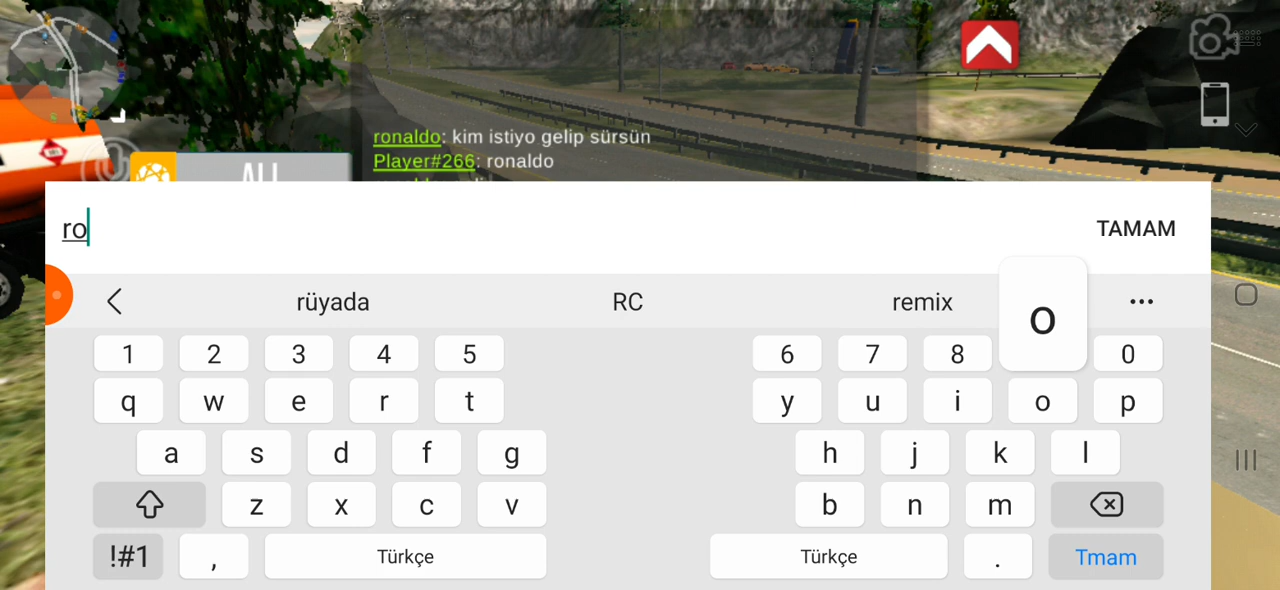 ronaldo: kim istiyo gelip sürsün
Player#266: ronaldo
ALL
ro
TAMAM
rüyada
RC
remix
o
1 2 3 4 5 6 7 8 0
q w e r t y u i o p
a s d f g h j k l
z x c v b n m
!#1 , Türkçe Türkçe . Tmam